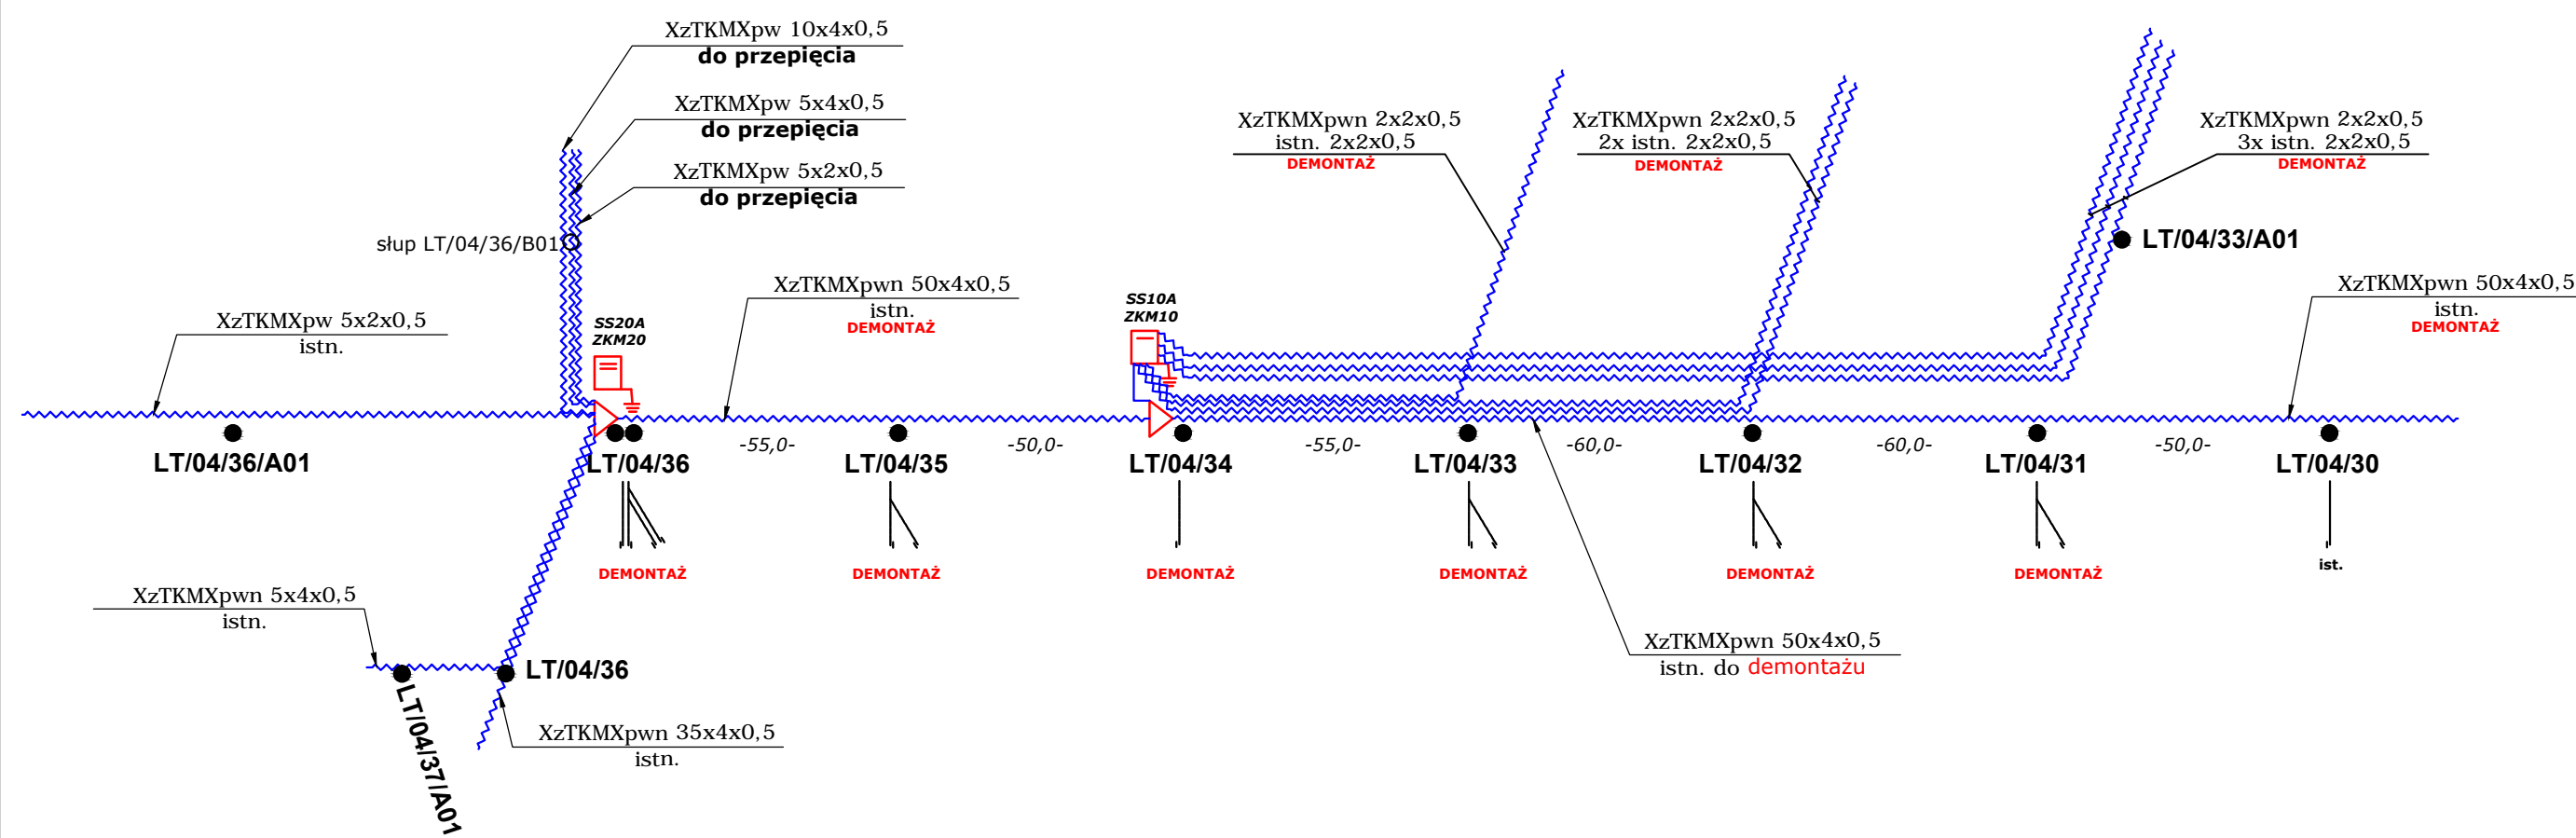 XzTKMXpw 10x4x0,5
do przepięcia
XzTKMXpw 5x4x0,5
do przepięcia
XzTKMXpw 5x2x0,5
do przepięcia
słup LT/04/36/B01
XzTKMXpw 5x2x0,5
istn.
SS20A
ZKM20
XzTKMXpwn 50x4x0,5
istn.
DEMONTAŻ
SS10A
ZKM10
XzTKMXpwn 2x2x0,5
istn. 2x2x0,5
DEMONTAŻ
XzTKMXpwn 2x2x0,5
2x istn. 2x2x0,5
DEMONTAŻ
XzTKMXpwn 2x2x0,5
3x istn. 2x2x0,5
DEMONTAŻ
LT/04/33/A01
XzTKMXpwn 50x4x0,5
istn.
DEMONTAŻ
-55,0-
-50,0-
-55,0-
-60,0-
-60,0-
-50,0-
LT/04/36/A01
LT/04/36
LT/04/35
LT/04/34
LT/04/33
LT/04/32
LT/04/31
LT/04/30
DEMONTAŻ
DEMONTAŻ
DEMONTAŻ
DEMONTAŻ
DEMONTAŻ
DEMONTAŻ
ist.
XzTKMXpwn 5x4x0,5
istn.
LT/04/36
LT/04/37/A01
XzTKMXpwn 35x4x0,5
istn.
XzTKMXpwn 50x4x0,5
istn. do demontażu